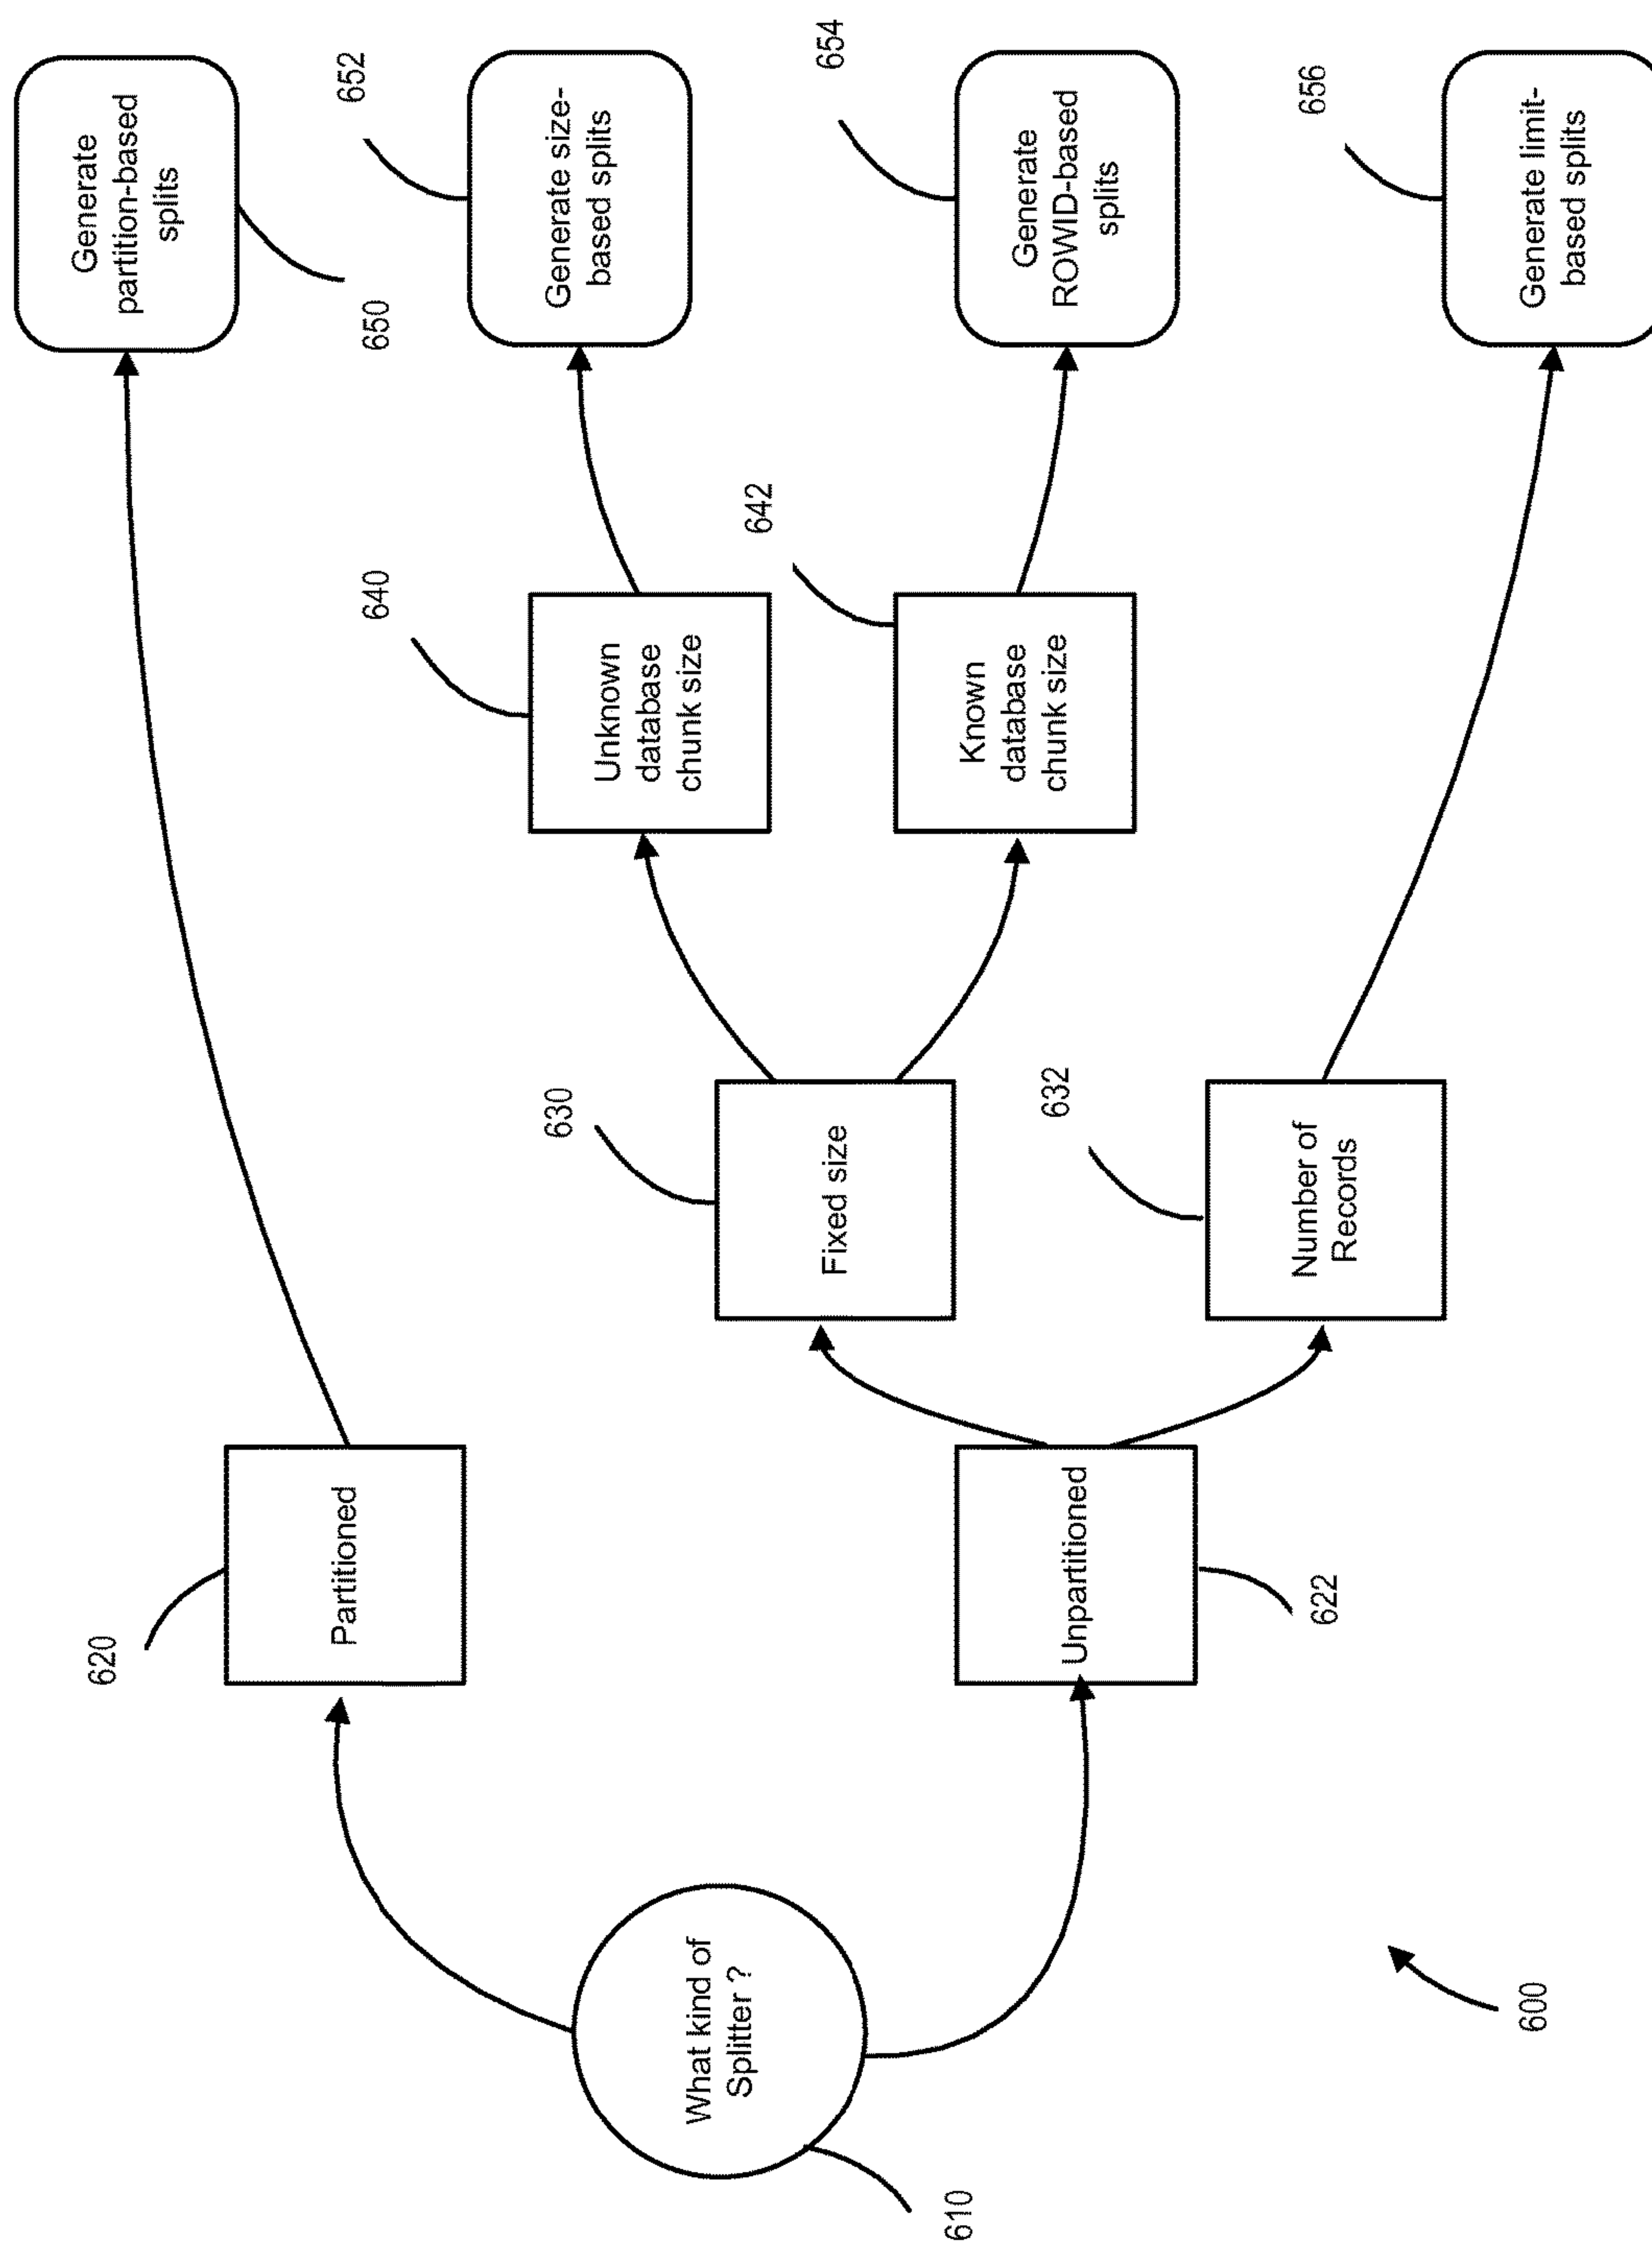 610
What kind of
Splitter ?
620
Partitioned
Unpartitioned
622
630
Fixed size
632
Number of
Records
640
Unknown
database
chunk size
642
Known
database
chunk size
Generate
partition-based
splits
650
652
Generate size-
based splits
654
Generate
ROWID-based
splits
656
Generate limit-
based splits
600